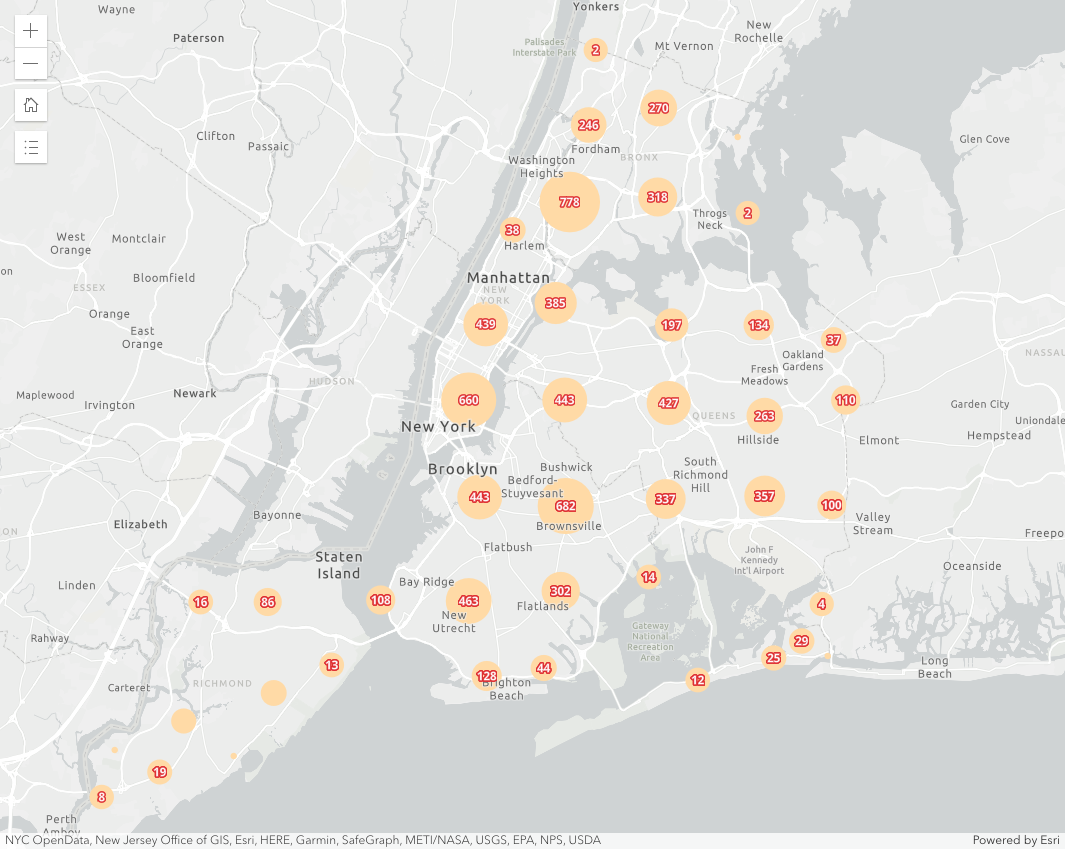 Wayne
Yonkers
New
Rochelle
Paterson
Palisades
Interstate Park
2
Mt Vernon
270
246
Clifton
Passaic
Fordham
BRONX
Glen Cove
Washington
Heights
778
318
Throgs
Neck
2
38
Harlem
West
Orange
Montclair
Bloomfield
ESSEX
Manhattan
NEW
YORK
385
439
197
134
37
Orange
East
Orange
Oakland
Gardens
Fresh
Meadows
NASSAU
HUDSON
Maplewood
Irvington
Newark
660
443
427
QUEENS
263
110
Garden City
Uniondale
Hempstead
New York
Hillside
Elmont
Brooklyn
Bushwick
Bedford-
Stuyvesant
South
Richmond
Hill
443
682
337
357
100
Brownsville
Valley
Stream
Bayonne
Elizabeth
ON
Freepo
Flatbush
Staten
Island
John F
Kennedy
Int'l Airport
Oceanside
Linden
Bay Ridge
14
16
86
108
463
302
Flatlands
4
New
Utrecht
Gateway
National
Recreation
Area
Rahway
29
25
13
128
44
Brighton
Beach
12
Long
Beach
Carteret
RICHMOND
19
8
Perth
Amboy
on
NYC OpenData, New Jersey Office of GIS, Esri, HERE, Garmin, SafeGraph, METI/NASA, USGS, EPA, NPS, USDA
Powered by Esri